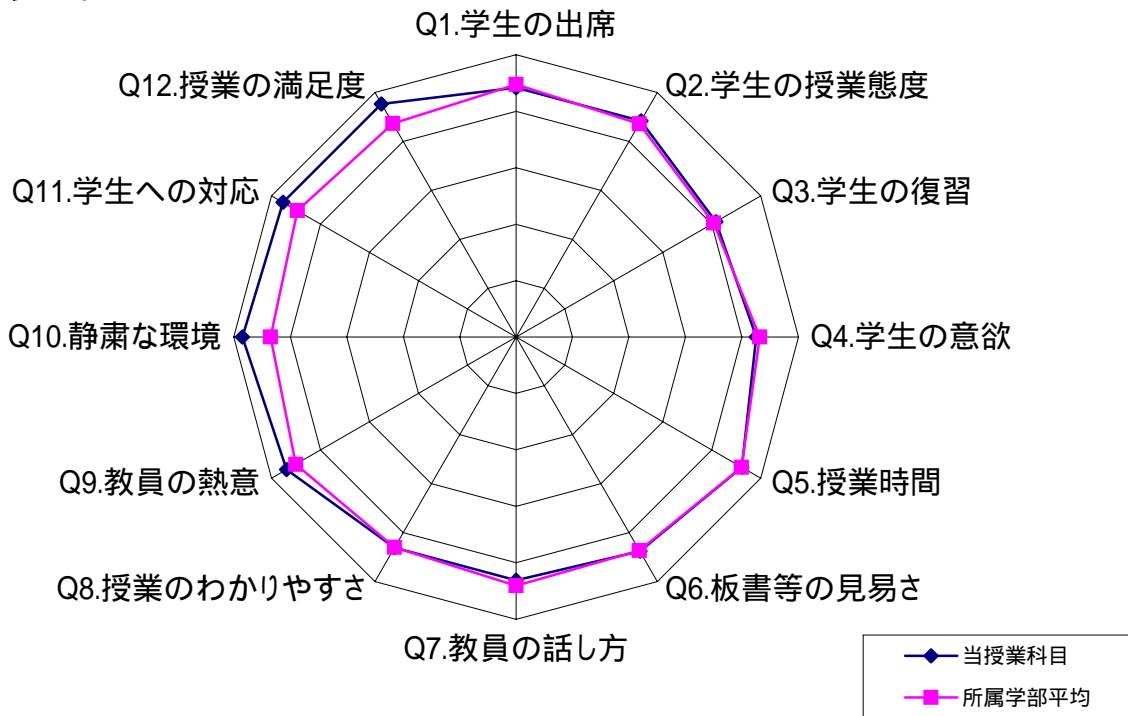 Q1.学生の出席
Q2.学生の授業態度
Q3.学生の復習
Q4.学生の意欲
Q5.授業時間
Q6.板書等の見易さ
Q7.教員の話し方
Q8.授業のわかりやすさ
Q9.教員の熱意
Q10.静粛な環境
Q11.学生への対応
Q12.授業の満足度
当授業科目
所属学部平均